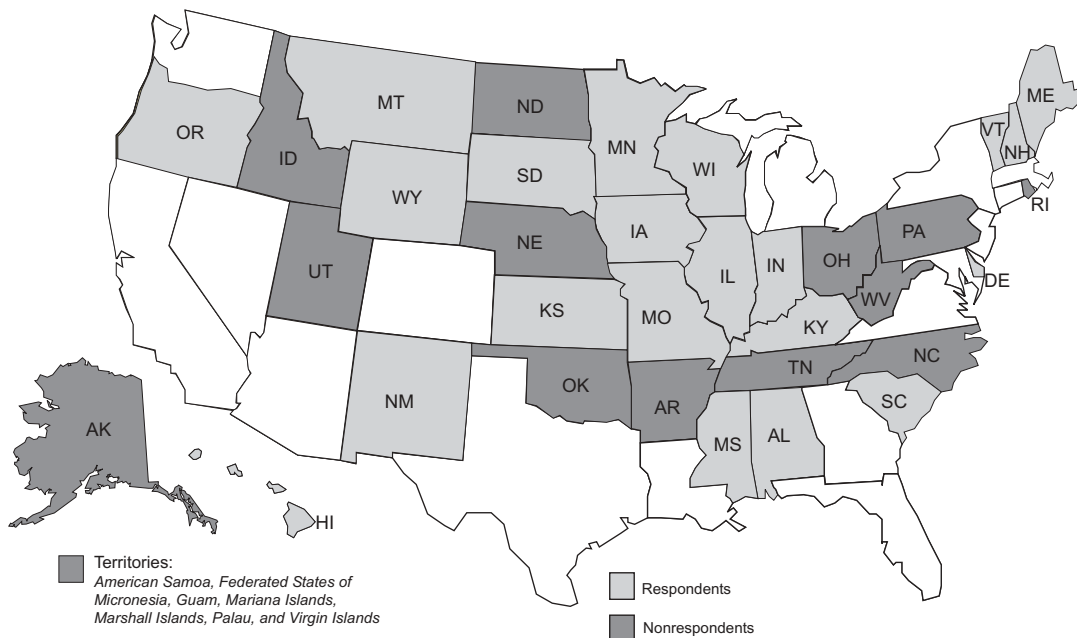 ME
MT
ND
VT
OR
MN
NH
ID
SD
WI
WY
RI
IA
PA
NE
OH
IL
IN
UT
DE
WV
KS
MO
KY
TN
NC
OK
NM
AR
SC
AK
MS
AL
HI
Territories:
American Samoa, Federated States of
Micronesia, Guam, Mariana Islands,
Marshall Islands, Palau, and Virgin Islands
Respondents
Nonrespondents